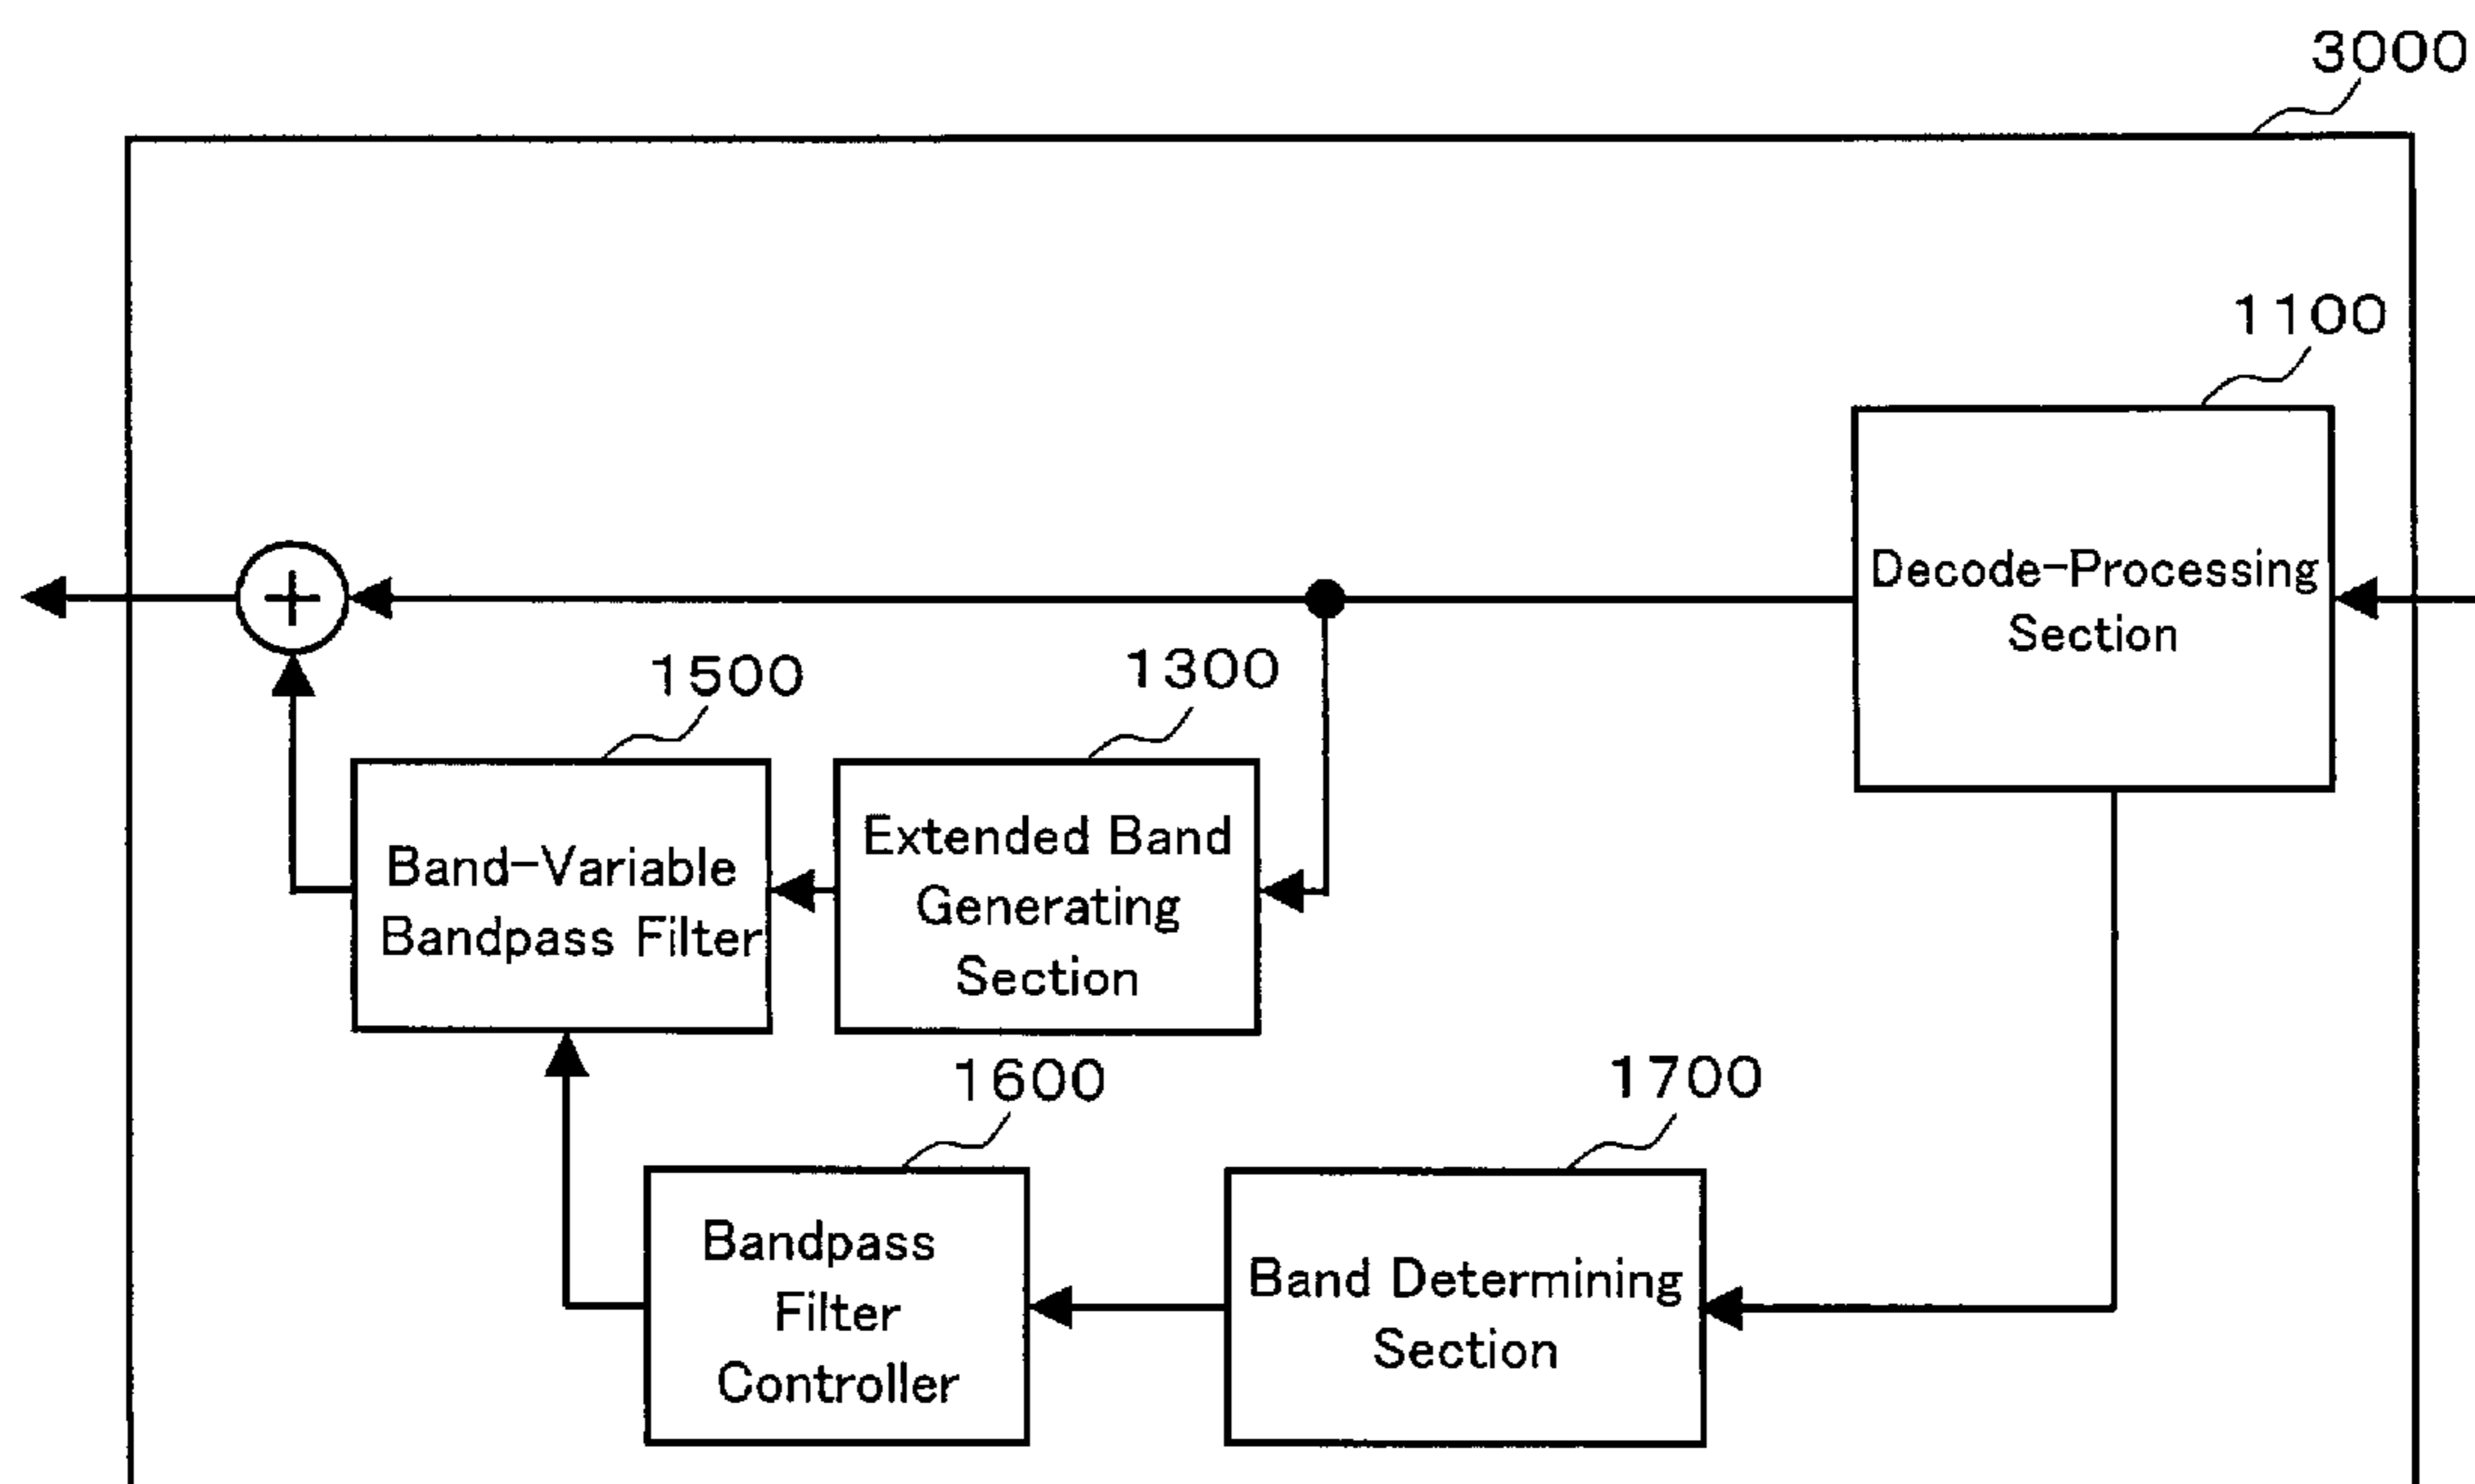 3000
1100
Decode-Processing
Section
+
1500
1300
Band-Variable
Bandpass Filter
Extended Band
Generating
Section
1600
1700
Bandpass
Filter
Controller
Band Determining
Section